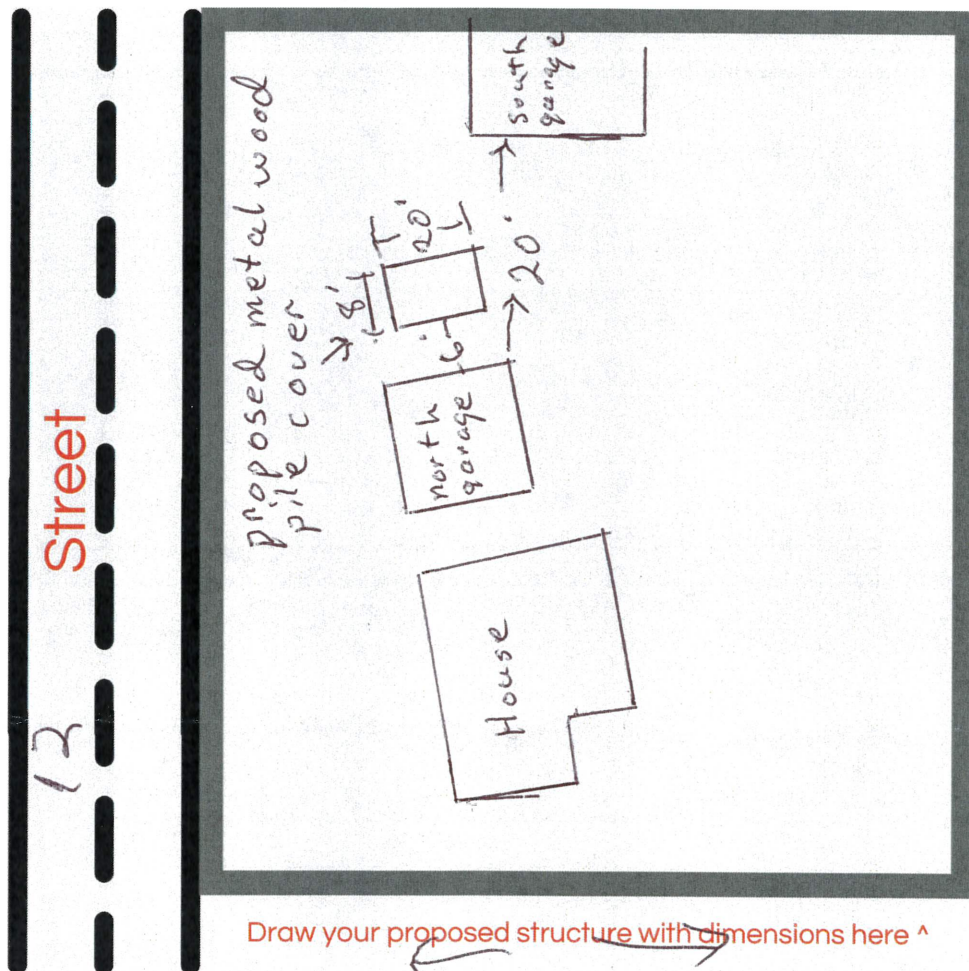 13
Street
proposed metal wood
pile cover
8'
20'
6'
20'
south
garage
north
garage
House
Draw your proposed structure with dimensions here ^